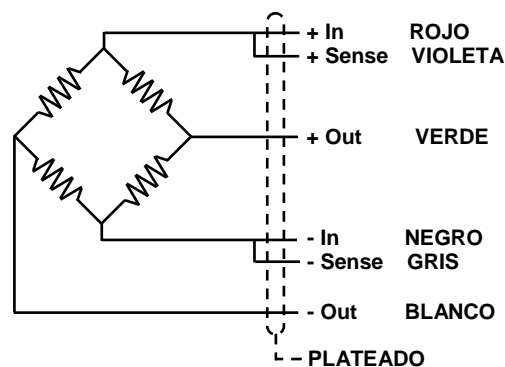 + In ROJO
+ Sense VIOLETA
+ Out VERDE
- In NEGRO
- Sense GRIS
- Out BLANCO
PLATEADO